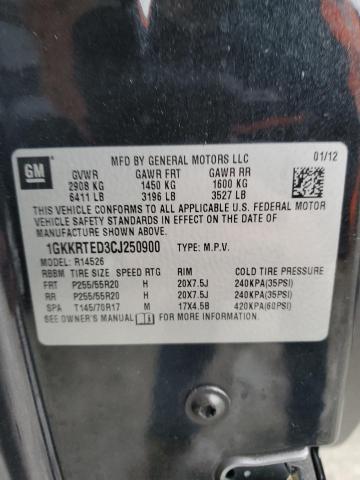 GM
MFD BY GENERAL MOTORS LLC
01/12
GVWR GAWR FRT GAWR RR
2908 KG 1450 KG 1600 KG
6411 LB 3196 LB 3527 LB
THIS VEHICLE CONFORMS TO ALL APPLICABLE U.S. FEDERAL MOTOR
VEHICLE SAFETY STANDARDS IN EFFECT ON THE DATE OF
MANUFACTURE SHOWN ABOVE.
1GKKRTED3CJ250900 TYPE: M.P.V.
MODEL: R14526
RBBM TIRE SIZE SPEED RTG RIM COLD TIRE PRESSURE
FRT P255/55R20 H 20X7.5J 240KPA(35PSI)
RR P255/55R20 H 20X7.5J 240KPA(35PSI)
SPA T145/70R17 M 17X4.5B 420KPA(60PSI)
SEE OWNER'S MANUAL FOR MORE INFORMATION.